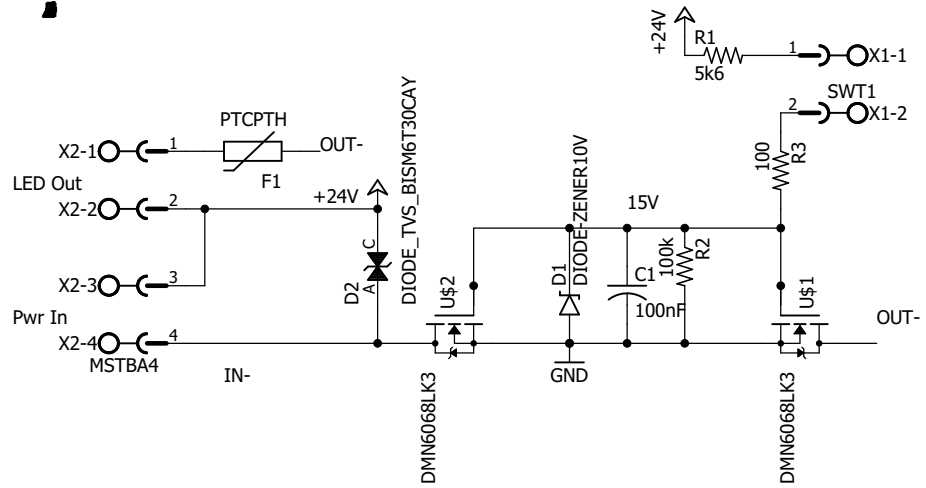 +24V
R1
5k6
1
X1-1
SWT1
2
X1-2
100
R3
PTCPTH
X2-1
1
OUT-
F1
LED Out
X2-2
2
+24V
X2-3
3
Pwr In
X2-4
4
MSTBA4
IN-
D2
C
A
DIODE_TVS_BISM6T30CAY
U$2
DMN6068LK3
D1
DIODE-ZENER10V
15V
C1
100nF
100k
R2
GND
U$1
OUT-
DMN6068LK3